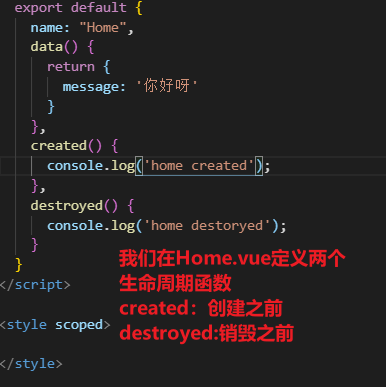 export default {
name: "Home",
data() {
return {
message: '你好呀'
}
},
created() {
console.log('home created');
},
destroyed() {
console.log('home destoryed');
}
}
</script>
<style scoped>
</style>
我们在Home.vue定义两个
生命周期函数
created：创建之前
destroyed:销毁之前